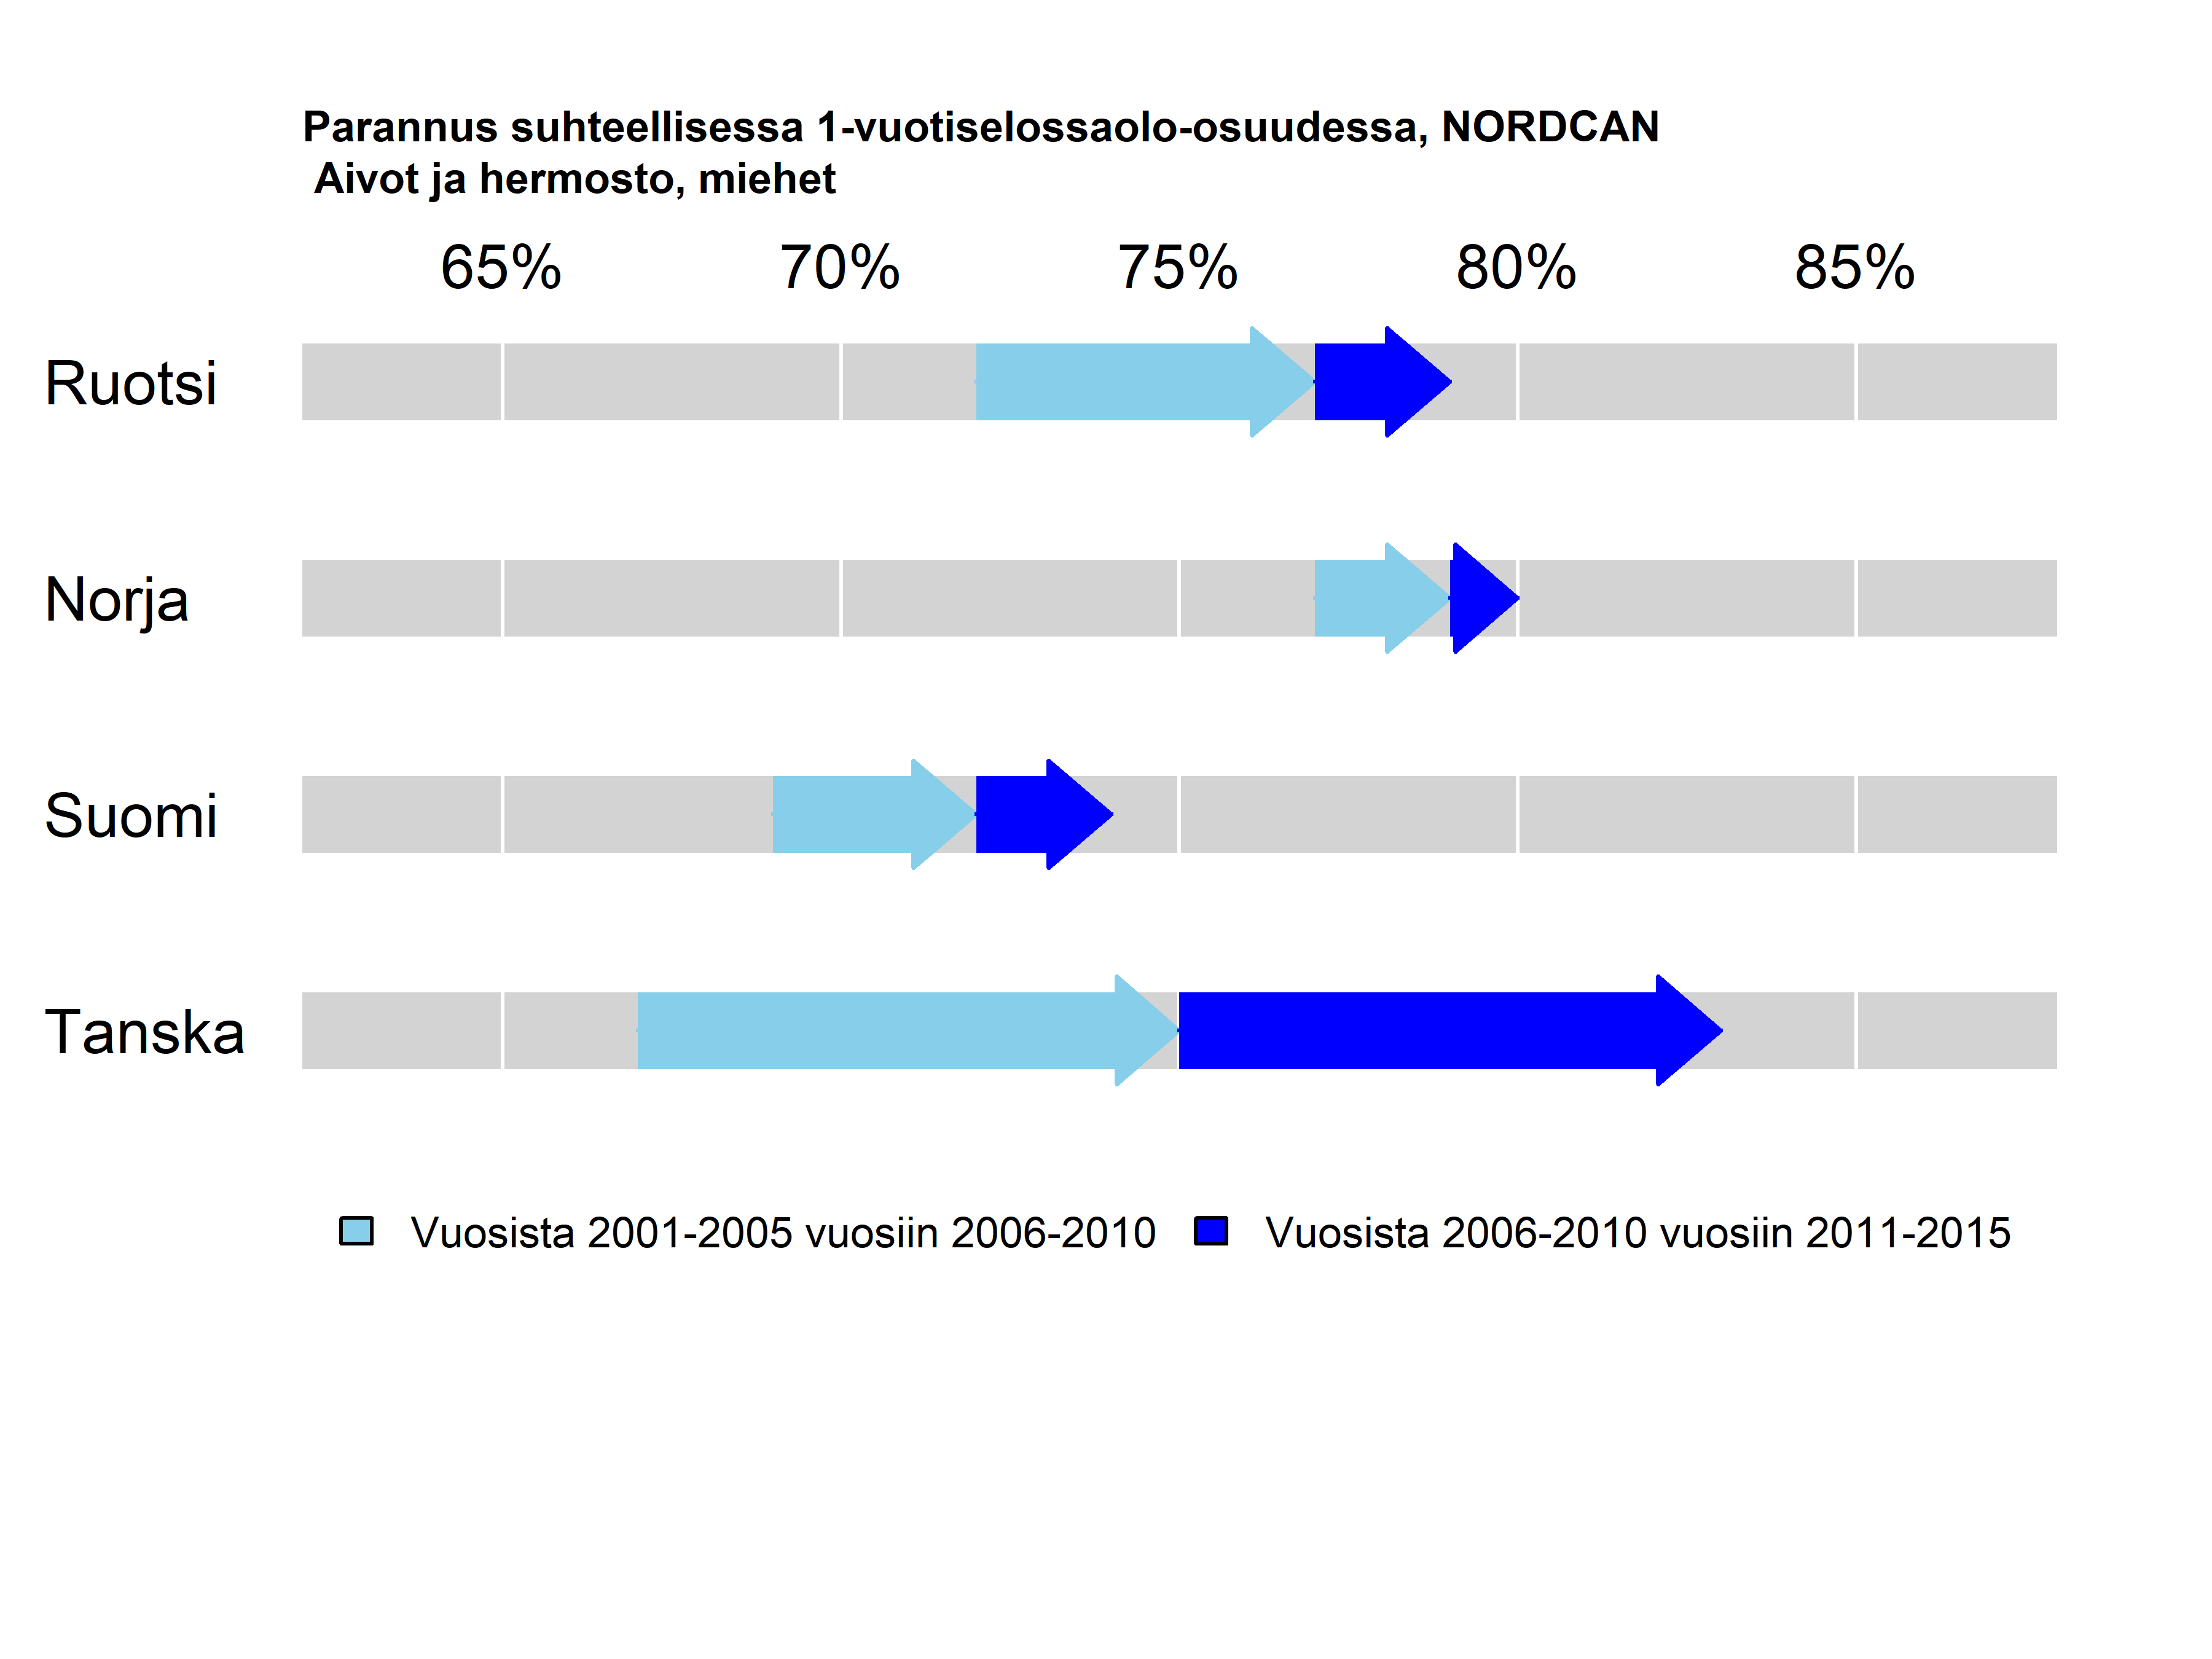 Parannus suhteellisessa 1-vuotiselossaolo-osuudessa, NORDCAN
Aivot ja hermosto, miehet
65% 70% 75% 80% 85%
Ruotsi
Norja
Suomi
Tanska
Vuosista 2001-2005 vuosiin 2006-2010 Vuosista 2006-2010 vuosiin 2011-2015